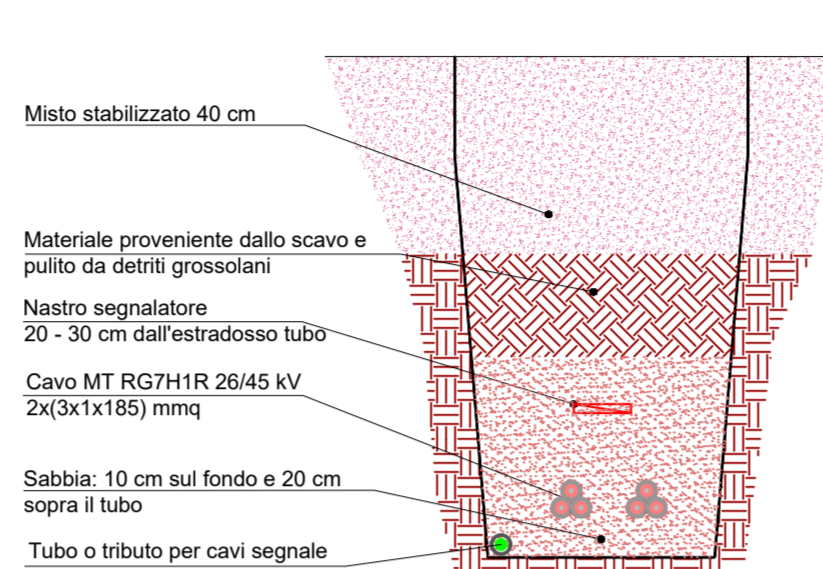 Misto stabilizzato 40 cm
Materiale proveniente dallo scavo e
pulito da detriti grossolani
Nastro segnalatore
20 - 30 cm dall'estradosso tubo
Cavo MT RG7H1R 26/45 kV
2x(3x1x185) mmq
Sabbia: 10 cm sul fondo e 20 cm
sopra il tubo
Tubo o tributo per cavi segnale